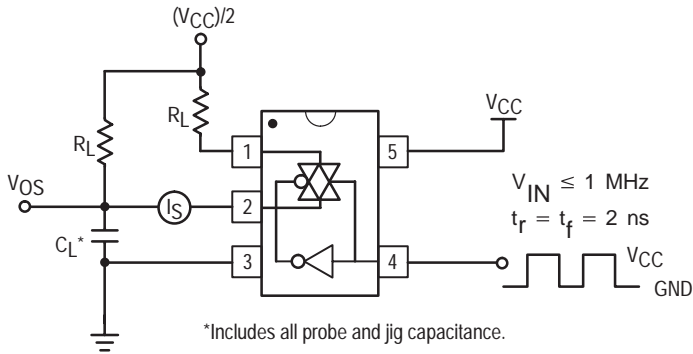 (VCC)/2
RL
RL
1
5
VCC
VOS
IS
2
VIN ≤ 1 MHz
tr = tf = 2 ns
CL*
3
4
VCC
GND
*Includes all probe and jig capacitance.